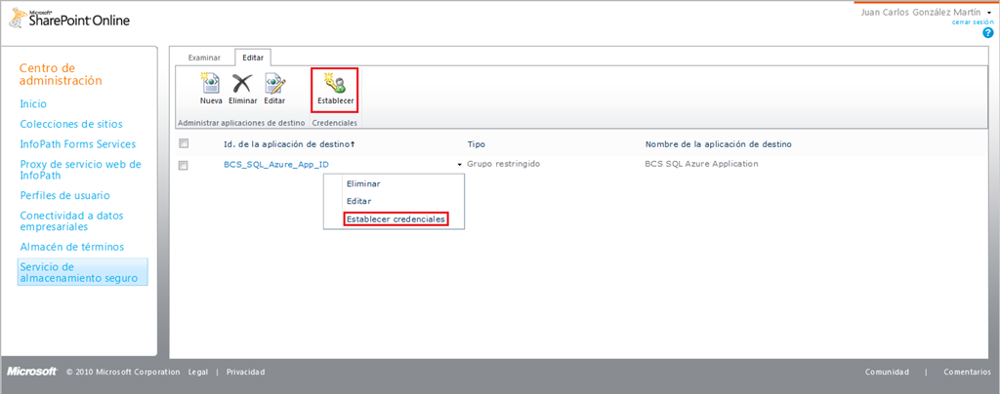 Microsoft®
SharePoint Online
Juan Carlos González Martín
cerrar sesión
Centro de
administración
Inicio
Colecciones de sitios
InfoPath Forms Services
Proxy de servicio web de
InfoPath
Perfiles de usuario
Conectividad a datos
empresariales
Almacén de términos
Servicio de
almacenamiento seguro
Examinar
Editar
Nueva
Eliminar
Editar
Establecer
Administrar aplicaciones de destino
Credenciales
Id. de la aplicación de destino↑
Tipo
Nombre de la aplicación de destino
BCS_SQL_Azure_App_ID
Grupo restringido
BCS SQL Azure Application
Eliminar
Editar
Establecer credenciales
Microsoft
© 2010 Microsoft Corporation
Legal
|
Privacidad
Comunidad
|
Comentarios